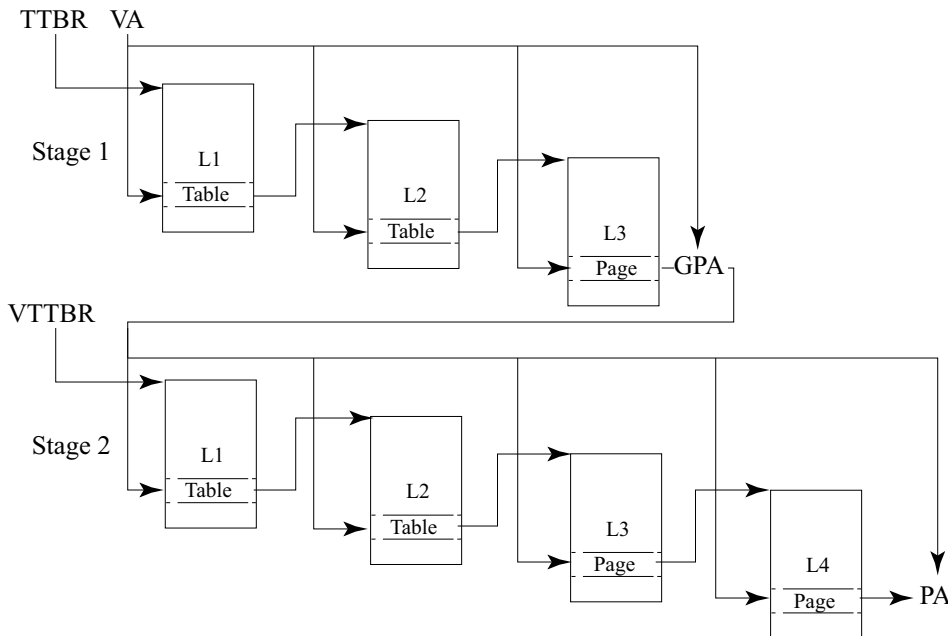 TTBR VA
Stage 1
L1
Table
L2
Table
L3
Page
GPA
VTTBR
Stage 2
L1
Table
L2
Table
L3
Page
L4
Page
PA